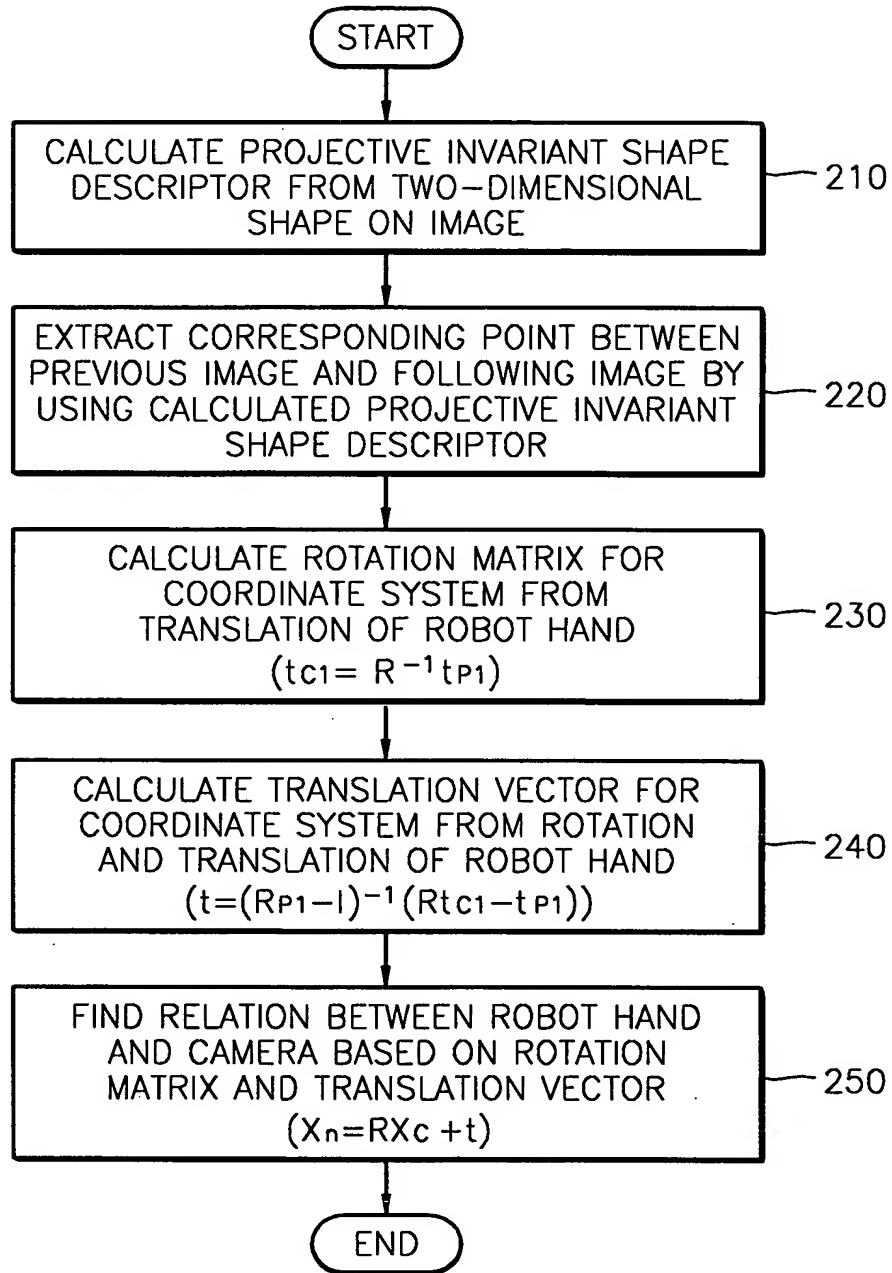 START
CALCULATE PROJECTIVE INVARIANT SHAPE
DESCRIPTOR FROM TWO-DIMENSIONAL
SHAPE ON IMAGE
210
EXTRACT CORRESPONDING POINT BETWEEN
PREVIOUS IMAGE AND FOLLOWING IMAGE BY
USING CALCULATED PROJECTIVE INVARIANT
SHAPE DESCRIPTOR
220
CALCULATE ROTATION MATRIX FOR
COORDINATE SYSTEM FROM
TRANSLATION OF ROBOT HAND
(tC1= R⁻¹tP1)
230
CALCULATE TRANSLATION VECTOR FOR
COORDINATE SYSTEM FROM ROTATION
AND TRANSLATION OF ROBOT HAND
(t=(RP1-I)⁻¹(RtC1-tP1))
240
FIND RELATION BETWEEN ROBOT HAND
AND CAMERA BASED ON ROTATION
MATRIX AND TRANSLATION VECTOR
(Xn=RXc+t)
250
END